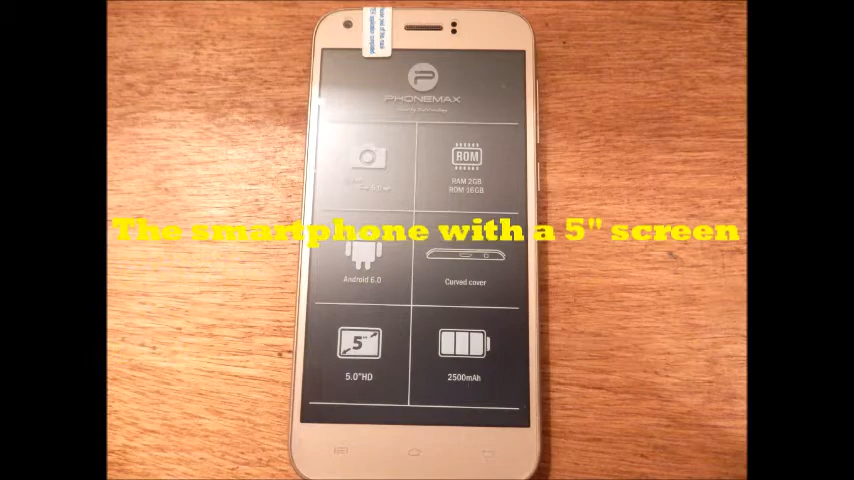 PHONEMAX
ROM
RAM 2GB
ROM 16GB
The smartphone with a 5" screen
Android 6.0
Curved cover
5"
5.0"HD
2500mAh